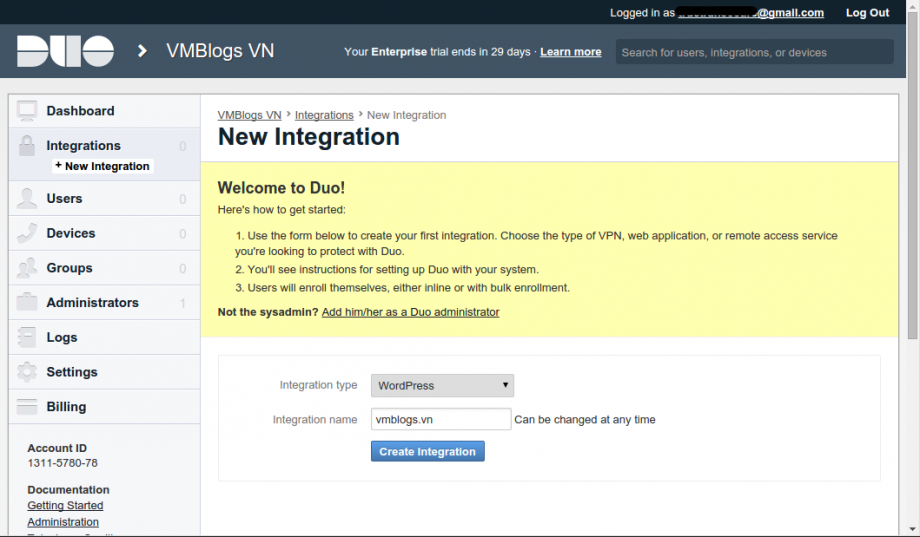 Logged in as @gmail.com Log Out
DUO > VMBlogs VN Your Enterprise trial ends in 29 days · Learn more Search for users, integrations, or devices
Dashboard
Integrations 0
+ New Integration
Users 0
Devices 0
Groups 0
Administrators 1
Logs
Settings
Billing
Account ID
1311-5780-78
Documentation
Getting Started
Administration
VMBlogs VN > Integrations > New Integration
New Integration
Welcome to Duo!
Here's how to get started:
1. Use the form below to create your first integration. Choose the type of VPN, web application, or remote access service
you're looking to protect with Duo.
2. You'll see instructions for setting up Duo with your system.
3. Users will enroll themselves, either inline or with bulk enrollment.
Not the sysadmin? Add him/her as a Duo administrator
Integration type WordPress
Integration name vmblogs.vn Can be changed at any time
Create Integration